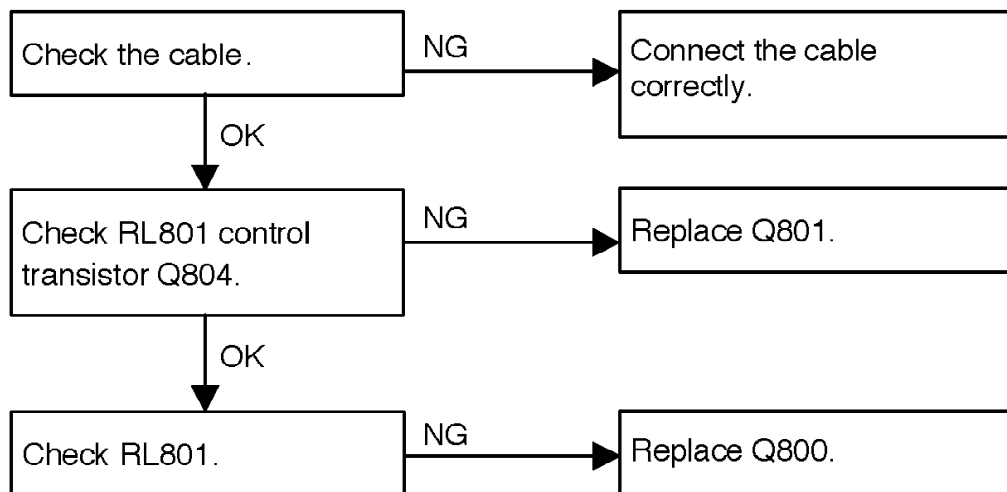 Check the cable.
NG
Connect the cable
correctly.
OK
Check RL801 control
transistor Q804.
NG
Replace Q801.
OK
Check RL801.
NG
Replace Q800.